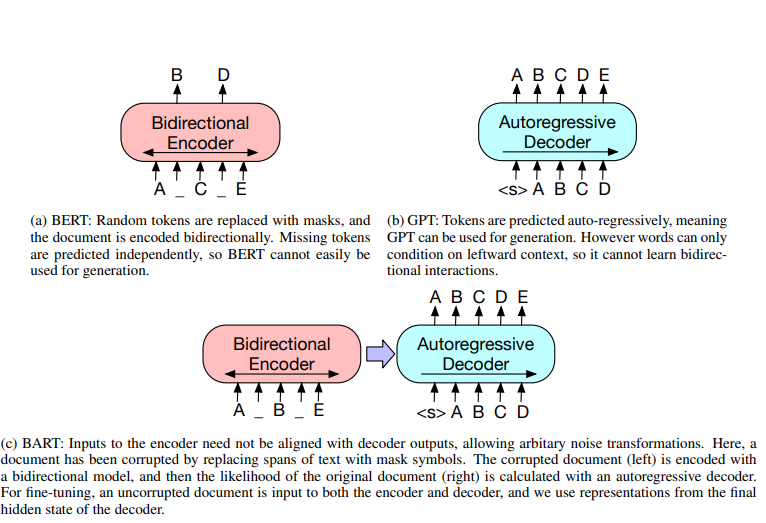 B D
Bidirectional
Encoder
A _ C _ E
A B C D E
Autoregressive
Decoder
<s> A B C D
(a) BERT: Random tokens are replaced with masks, and
the document is encoded bidirectionally. Missing tokens
are predicted independently, so BERT cannot easily be
used for generation.
(b) GPT: Tokens are predicted auto-regressively, meaning
GPT can be used for generation. However words can only
condition on leftward context, so it cannot learn bidirec-
tional interactions.
Bidirectional
Encoder
A _ B _ E
A B C D E
Autoregressive
Decoder
<s> A B C D
(c) BART: Inputs to the encoder need not be aligned with decoder outputs, allowing arbitary noise transformations. Here, a
document has been corrupted by replacing spans of text with mask symbols. The corrupted document (left) is encoded with
a bidirectional model, and then the likelihood of the original document (right) is calculated with an autoregressive decoder.
For fine-tuning, an uncorrupted document is input to both the encoder and decoder, and we use representations from the final
hidden state of the decoder.